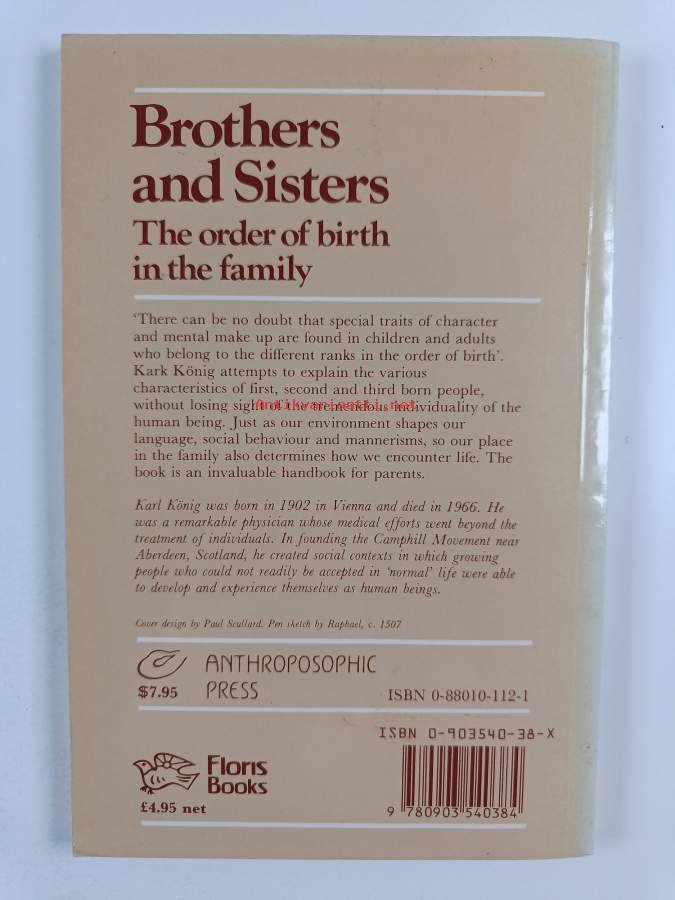 Brothers
and Sisters
The order of birth
in the family
‘There can be no doubt that special traits of character
and mental make up are found in children and adults
who belong to the different ranks in the order of birth’.
Kark König attempts to explain the various
characteristics of first, second and third born people,
without losing sight of the tremendous individuality of the
Antikvariaatti.net
human being. Just as our environment shapes our
language, social behaviour and mannerisms, so our place
in the family also determines how we encounter life. The
book is an invaluable handbook for parents.
Karl König was born in 1902 in Vienna and died in 1966. He
was a remarkable physician whose medical efforts went beyond the
treatment of individuals. In founding the Camphill Movement near
Aberdeen, Scotland, he created social contexts in which growing
people who could not readily be accepted in ‘normal’ life were able
to develop and experience themselves as human beings.
Cover design by Paul Scullard. Pen sketch by Raphael, c. 1507
ANTHROPOSOPHIC
PRESS
$7.95
ISBN 0-88010-112-1
ISBN 0-903540-38-X
Floris
Books
£4.95 net
9 780903 540384